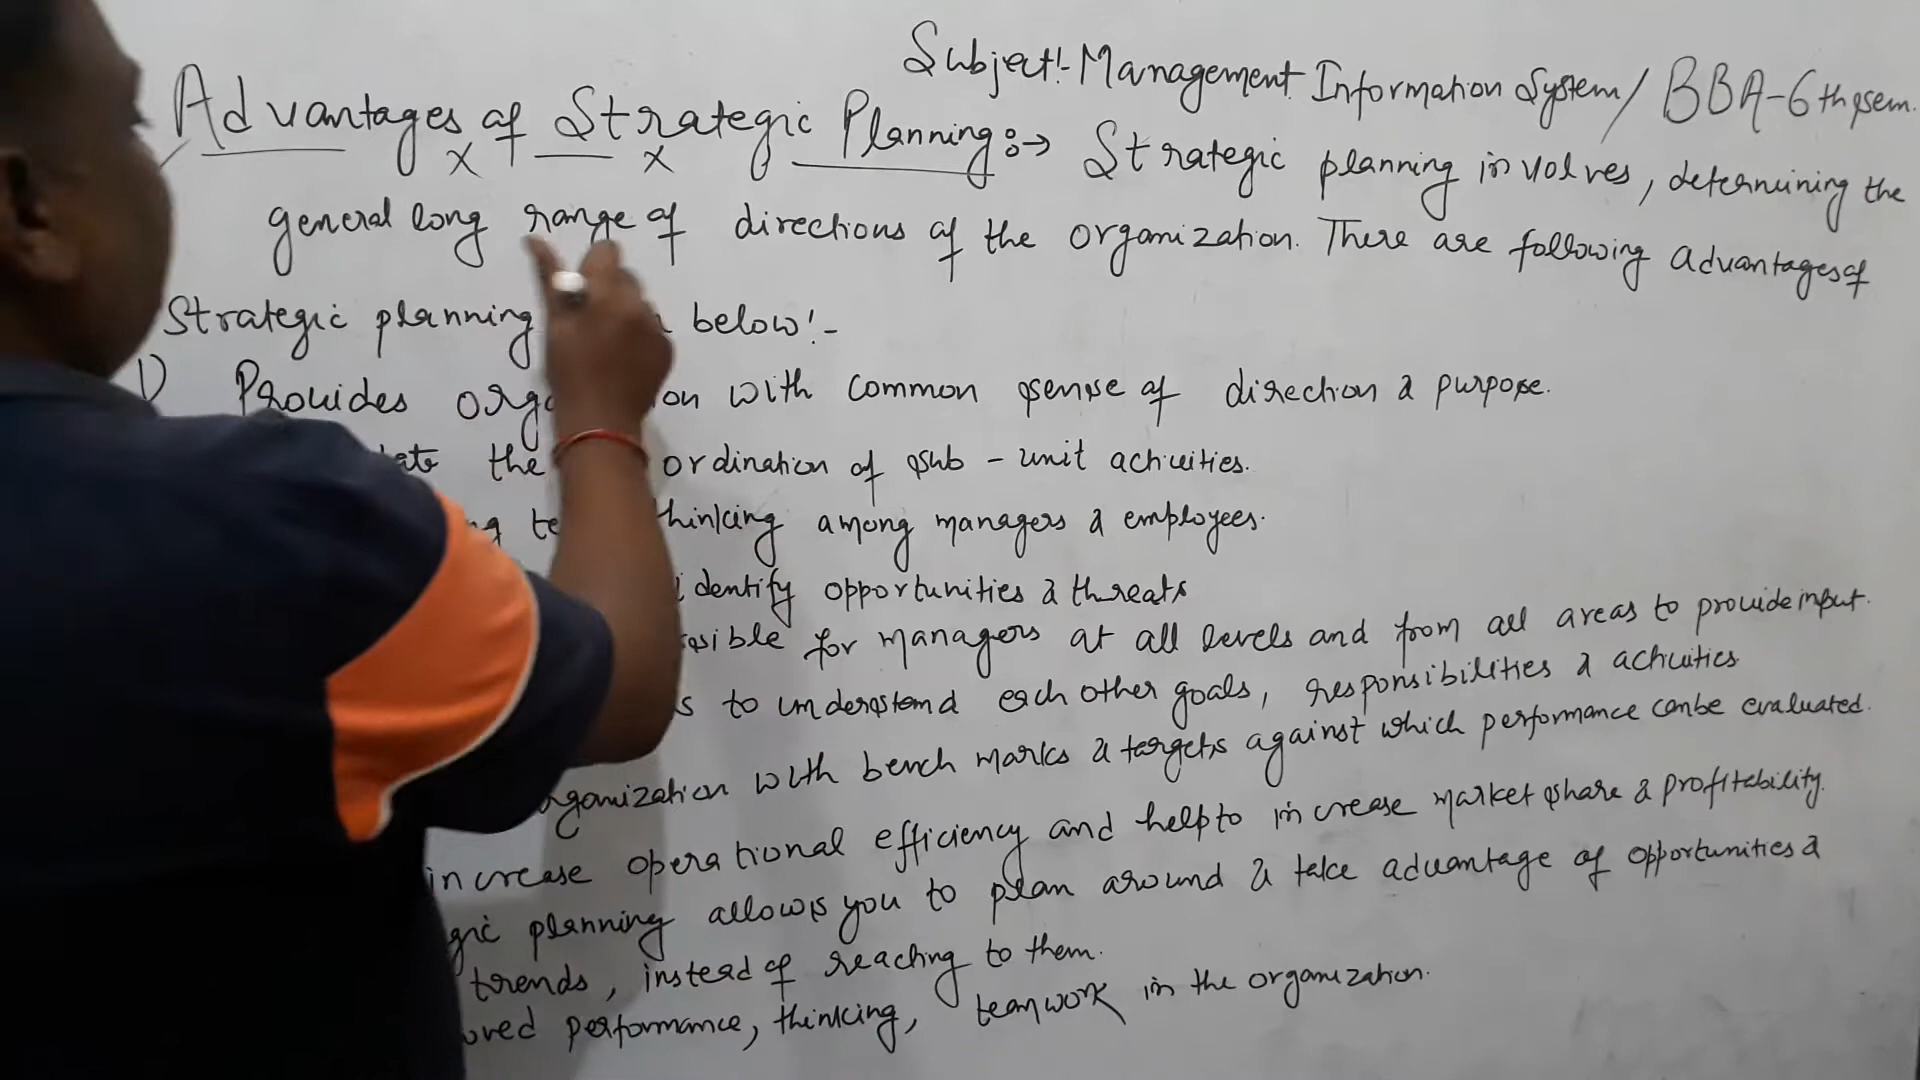 Subject:- Management Information System / BBA-6th sem.
Advantages of Strategic Planning:→ Strategic planning involves, determining the
general long range of directions of the organization. There are following advantages of
Strategic planning below:-
1) Provides with common sense of direction & purpose.
the ordination of sub-unit activities.
thinking among managers & employees.
identify opportunities & threats
for managers at all levels and from all areas to provide input.
to understand each other goals, responsibilities & activities
organization with bench marks & targets against which performance can be evaluated.
increase operational efficiency and help to increase market share & profitability.
planning allows you to plan around & take advantage of opportunities &
trends, instead of reacting to them.
performance, thinking, teamwork in the organization.